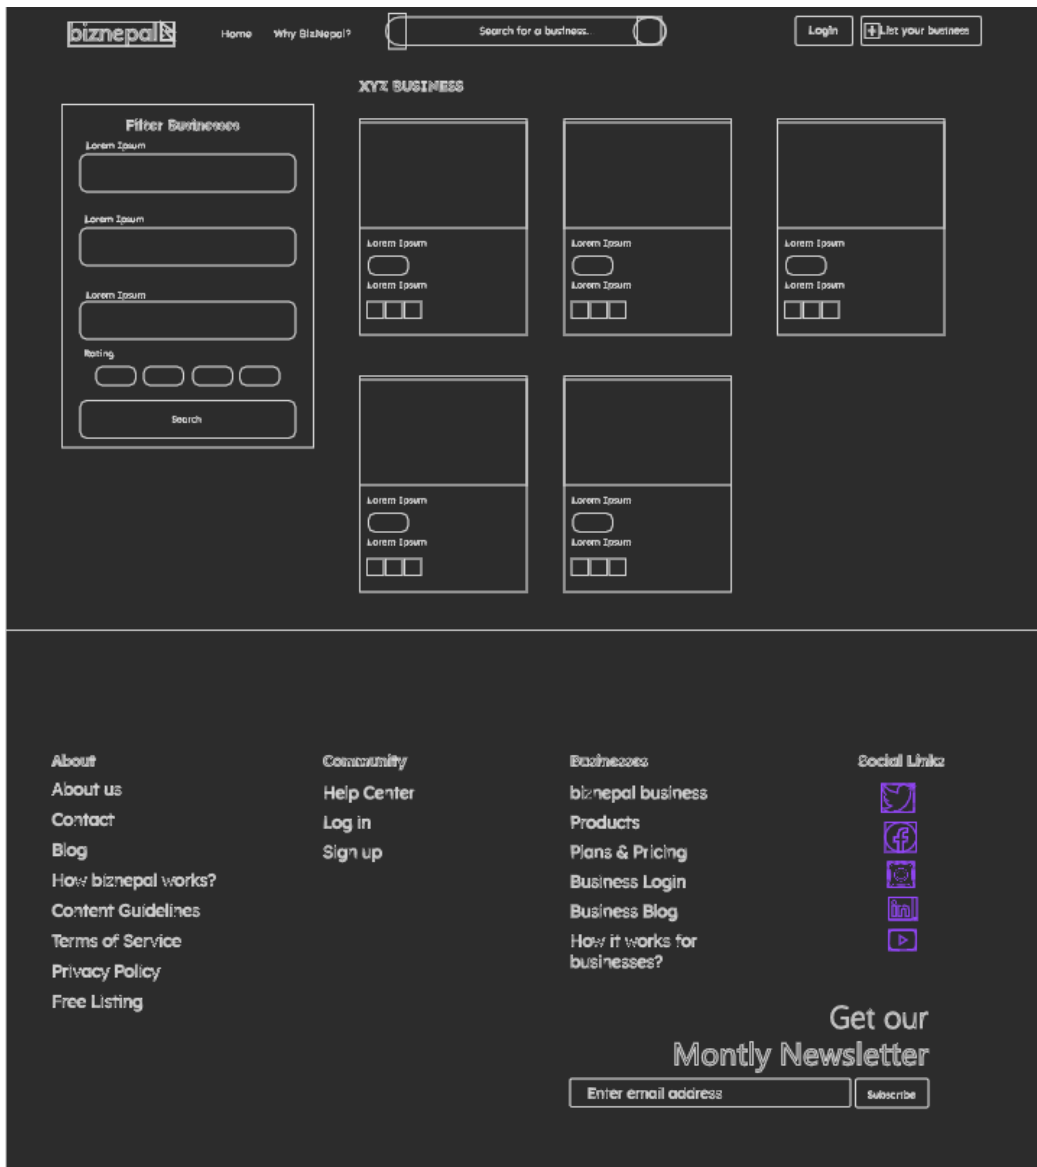 biznepal
Home
Why BizNepal?
Search for a business..
Login
List your business
XYZ BUSINESS
Filter Businesses
Lorem Ipsum
Lorem Ipsum
Lorem Ipsum
Rating
Search
Lorem Ipsum
Lorem Ipsum
Lorem Ipsum
Lorem Ipsum
Lorem Ipsum
Lorem Ipsum
Lorem Ipsum
Lorem Ipsum
Lorem Ipsum
Lorem Ipsum
About
About us
Contact
Blog
How biznepal works?
Content Guidelines
Terms of Service
Privacy Policy
Free Listing
Community
Help Center
Log in
Sign up
Businesses
biznepal business
Products
Plans & Pricing
Business Login
Business Blog
How it works for
businesses?
Social Links
in
Get our
Montly Newsletter
Enter email address
Subscribe